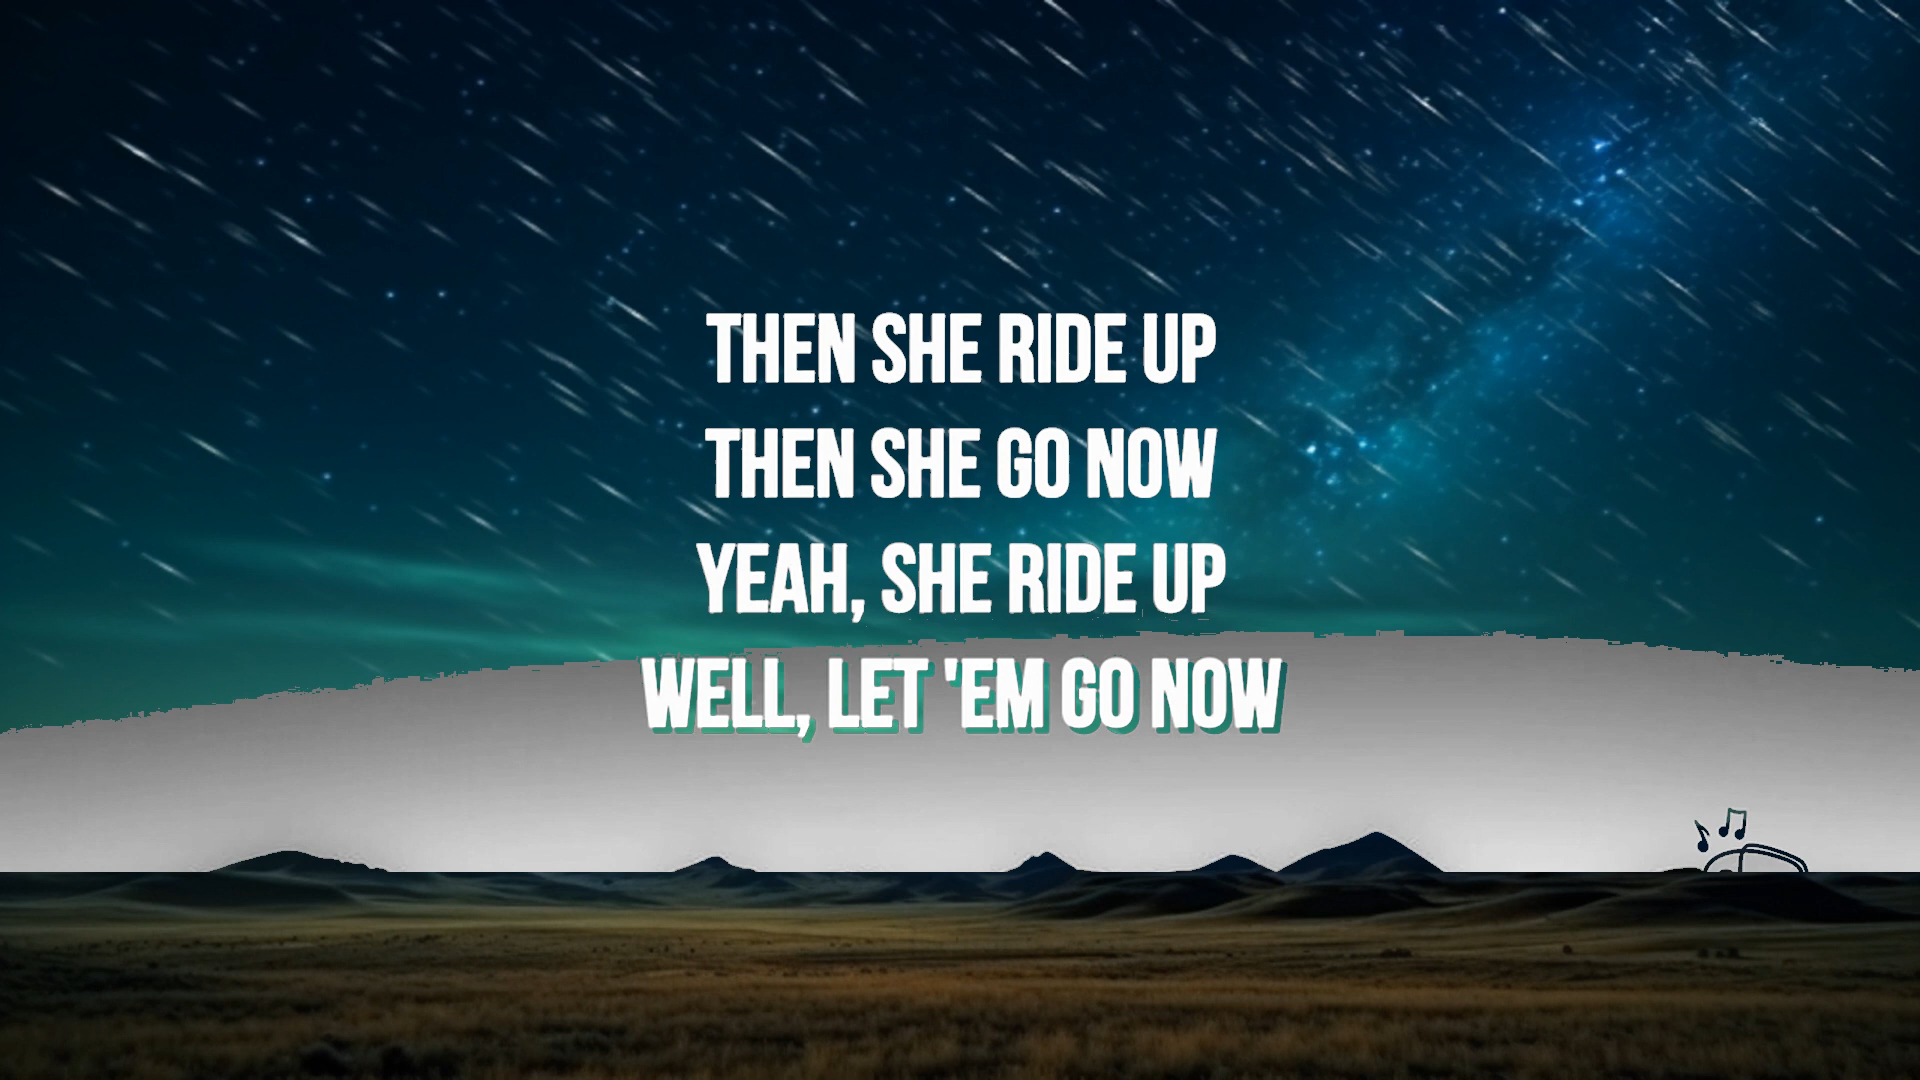 THEN SHE RIDE UP
THEN SHE GO NOW
YEAH, SHE RIDE UP
WELL, LET 'EM GO NOW